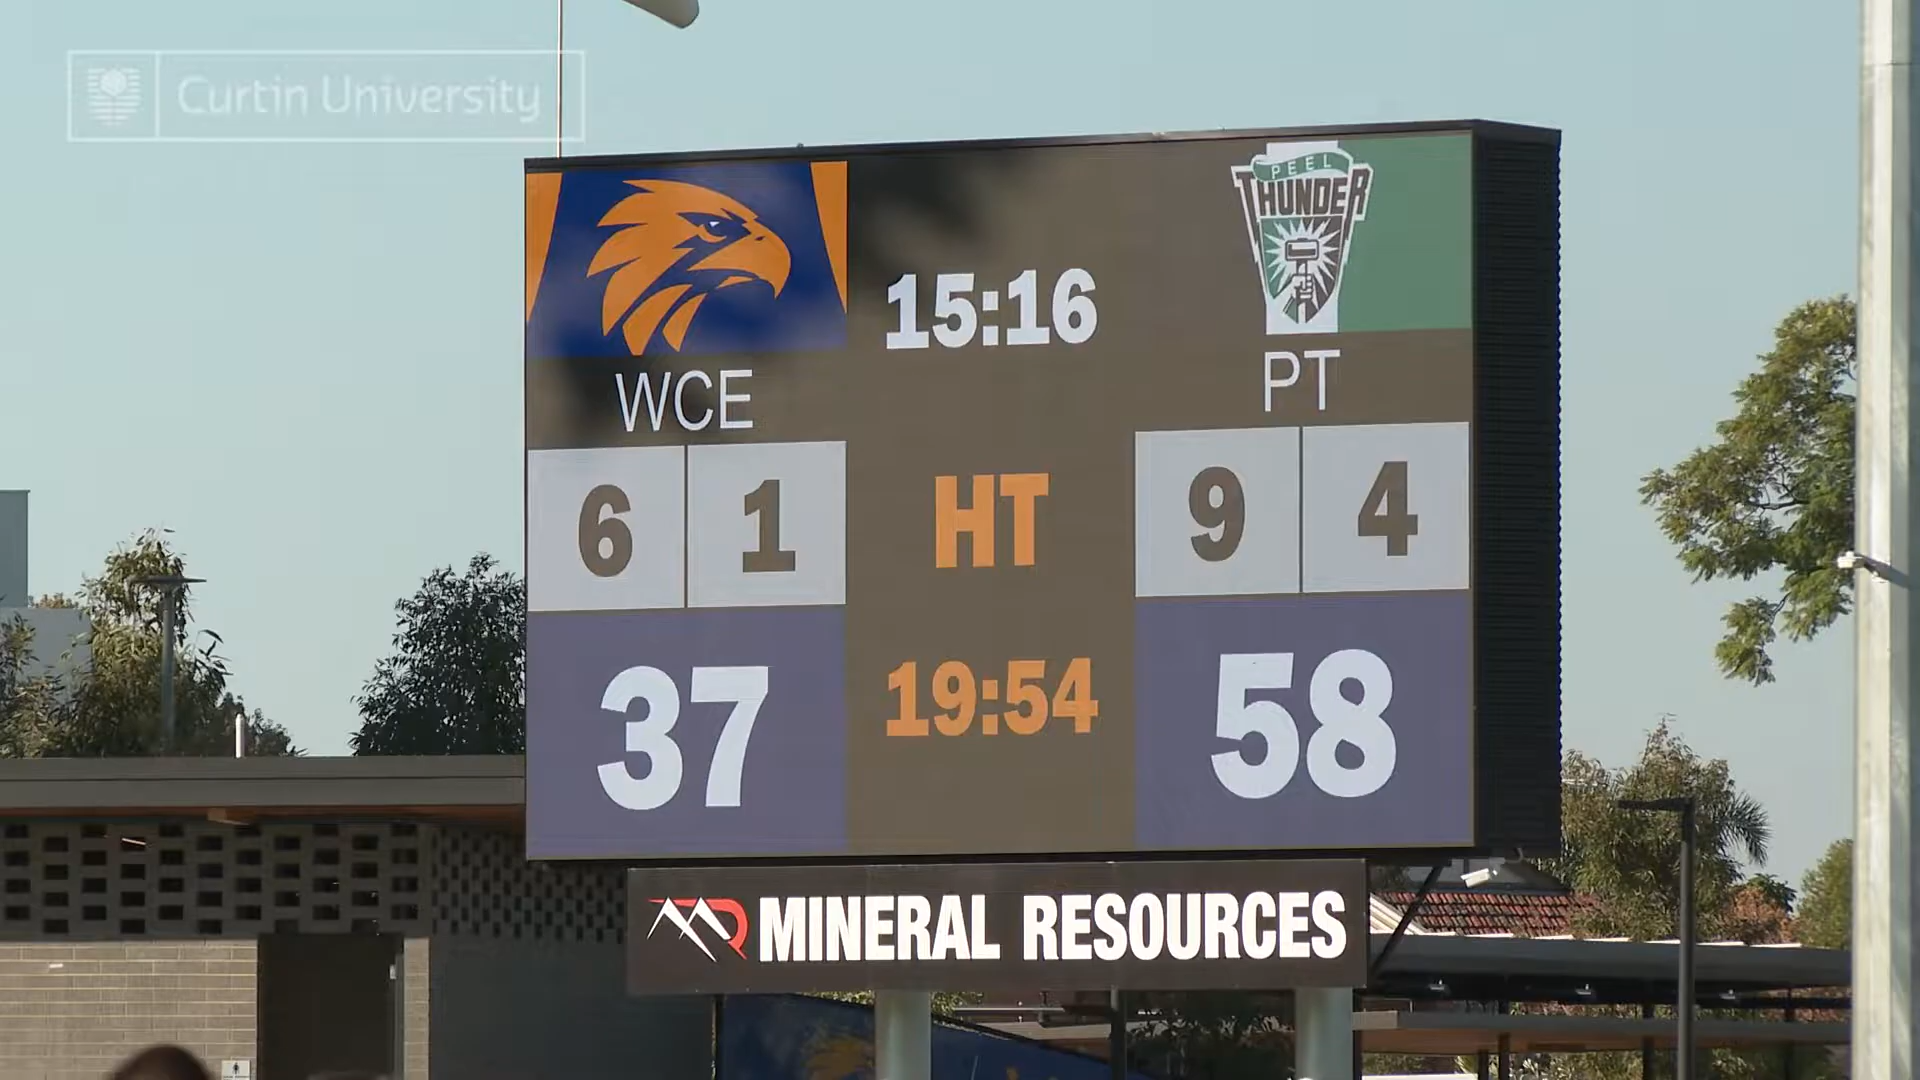 Curtin University
PEEL
THUNDER
15:16
WCE
PT
6 1
HT
9 4
37
19:54
58
MINERAL RESOURCES